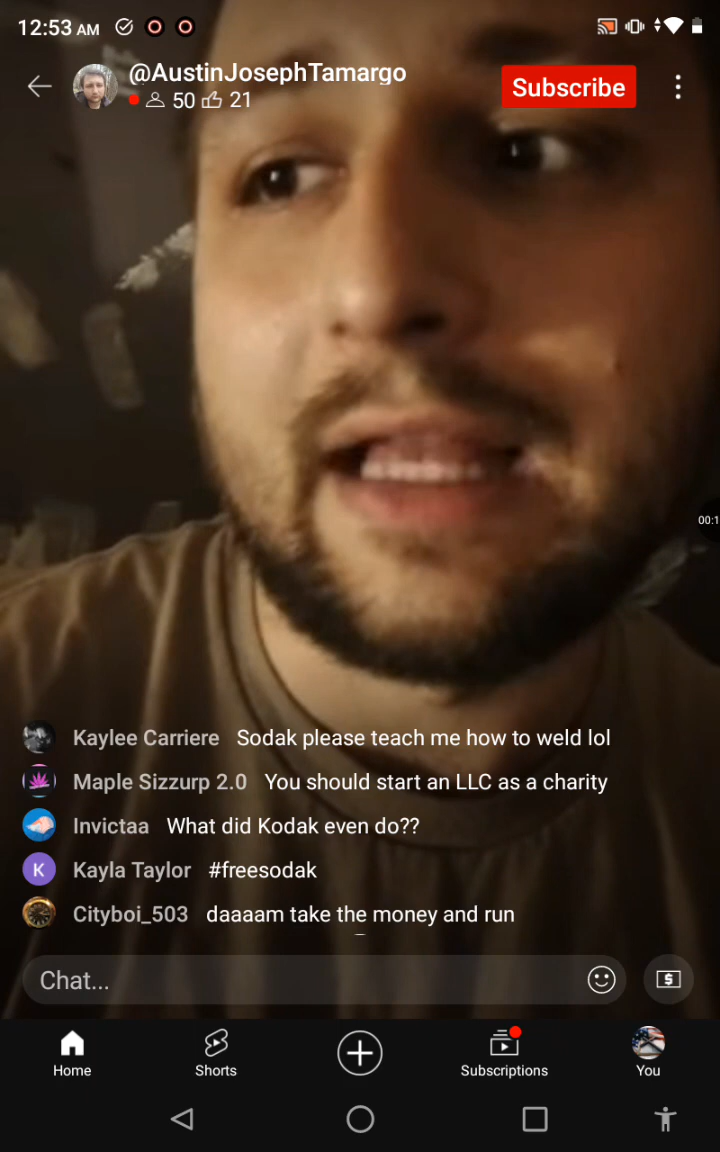 12:53 AM
@AustinJosephTamargo
50 21
Subscribe
00:1
Kaylee Carriere Sodak please teach me how to weld lol
Maple Sizzurp 2.0 You should start an LLC as a charity
Invictaa What did Kodak even do??
K Kayla Taylor #freesodak
Cityboi_503 daaaam take the money and run
Chat...
Home
Shorts
Subscriptions
You